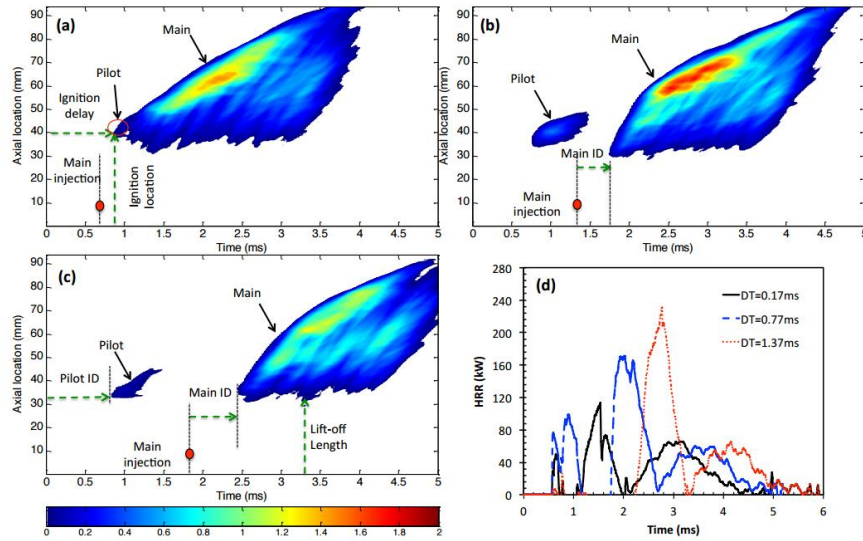 (a)
Main
Pilot
Ignition
delay
Main
injection
Ignition
location
Axial location (mm)
90
80
70
60
50
40
30
20
10
0 0.5 1 1.5 2 2.5 3 3.5 4 4.5 5
Time (ms)
(b)
Main
Pilot
Main ID
Main
injection
Axial location (mm)
90
80
70
60
50
40
30
20
10
0 0.5 1 1.5 2 2.5 3 3.5 4 4.5 5
Time (ms)
(c)
Main
Pilot
Pilot ID
Main ID
Main
injection
Lift-off
Length
Axial location (mm)
90
80
70
60
50
40
30
20
10
0 0.5 1 1.5 2 2.5 3 3.5 4 4.5 5
Time (ms)
0 0.2 0.4 0.6 0.8 1 1.2 1.4 1.6 1.8 2
(d)
DT=0.17ms
DT=0.77ms
DT=1.37ms
HRR (kW)
280
240
200
160
120
80
40
0
0 1 2 3 4 5 6
Time (ms)